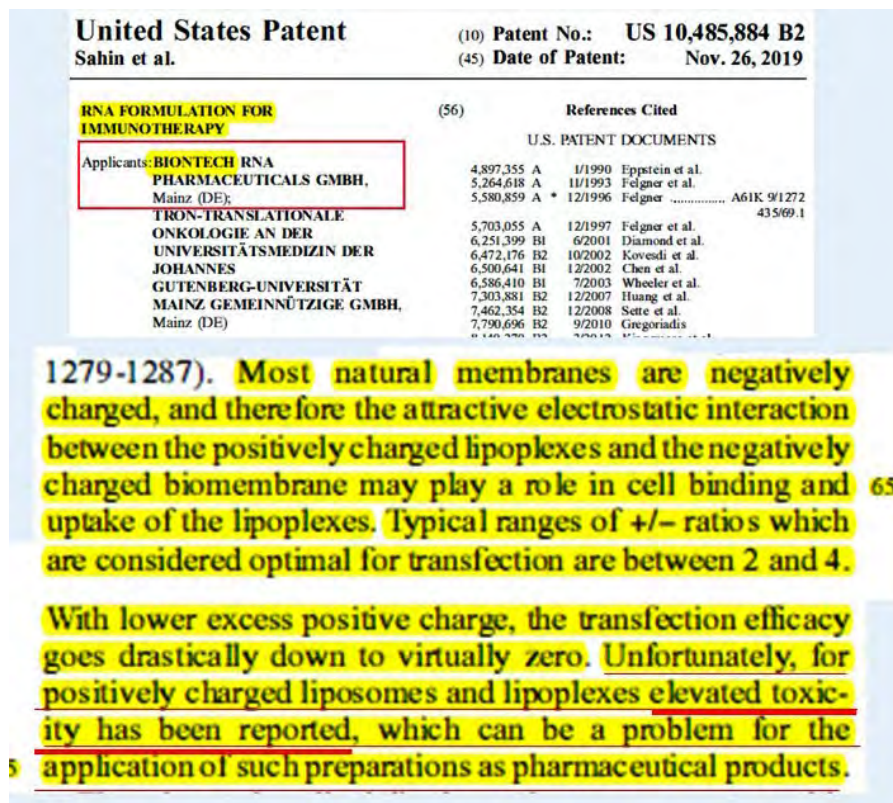 United States Patent
Sahin et al.
(10) Patent No.: US 10,485,884 B2
(45) Date of Patent: Nov. 26, 2019
RNA FORMULATION FOR
IMMUNOTHERAPY
Applicants: BIONTECH RNA
PHARMACEUTICALS GMBH,
Mainz (DE);
TRON-TRANSLATIONALE
ONKOLOGIE AN DER
UNIVERSITÄTSMEDIZIN DER
JOHANNES
GUTENBERG-UNIVERSITÄT
MAINZ GEMEINNÜTZIGE GMBH,
Mainz (DE)
(56) References Cited
U.S. PATENT DOCUMENTS
4,897,355 A 1/1990 Eppstein et al.
5,264,618 A 11/1993 Felgner et al.
5,580,859 A * 12/1996 Felgner ................ A61K 9/1272
435/69.1
5,703,055 A 12/1997 Felgner et al.
6,251,399 B1 6/2001 Diamond et al.
6,472,176 B2 10/2002 Kovesdi et al.
6,500,641 B1 12/2002 Chen et al.
6,586,410 B1 7/2003 Wheeler et al.
7,303,881 B2 12/2007 Huang et al.
7,462,354 B2 12/2008 Sette et al.
7,790,696 B2 9/2010 Gregoriadis
1279-1287). Most natural membranes are negatively
charged, and therefore the attractive electrostatic interaction
between the positively charged lipoplexes and the negatively
charged biomembrane may play a role in cell binding and 65
uptake of the lipoplexes. Typical ranges of +/− ratios which
are considered optimal for transfection are between 2 and 4.
With lower excess positive charge, the transfection efficacy
goes drastically down to virtually zero. Unfortunately, for
positively charged liposomes and lipoplexes elevated toxic-
ity has been reported, which can be a problem for the
5 application of such preparations as pharmaceutical products.